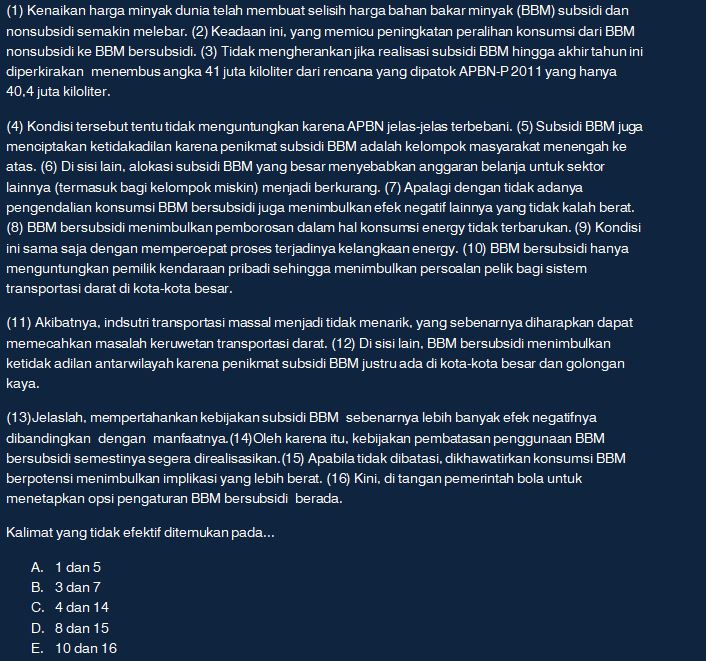 (1) Kenaikan harga minyak dunia telah membuat selisih harga bahan bakar minyak (BBM) subsidi dan
nonsubsidi semakin melebar. (2) Keadaan ini, yang memicu peningkatan peralihan konsumsi dari BBM
nonsubsidi ke BBM bersubsidi. (3) Tidak mengherankan jika realisasi subsidi BBM hingga akhir tahun ini
diperkirakan menembus angka 41 juta kiloliter dari rencana yang dipatok APBN-P 2011 yang hanya
40,4 juta kiloliter.
(4) Kondisi tersebut tentu tidak menguntungkan karena APBN jelas-jelas terbebani. (5) Subsidi BBM juga
menciptakan ketidakadilan karena penikmat subsidi BBM adalah kelompok masyarakat menengah ke
atas. (6) Di sisi lain, alokasi subsidi BBM yang besar menyebabkan anggaran belanja untuk sektor
lainnya (termasuk bagi kelompok miskin) menjadi berkurang. (7) Apalagi dengan tidak adanya
pengendalian konsumsi BBM bersubsidi juga menimbulkan efek negatif lainnya yang tidak kalah berat.
(8) BBM bersubsidi menimbulkan pemborosan dalam hal konsumsi energy tidak terbarukan. (9) Kondisi
ini sama saja dengan mempercepat proses terjadinya kelangkaan energy. (10) BBM bersubsidi hanya
menguntungkan pemilik kendaraan pribadi sehingga menimbulkan persoalan pelik bagi sistem
transportasi darat di kota-kota besar.
(11) Akibatnya, indsutri transportasi massal menjadi tidak menarik, yang sebenarnya diharapkan dapat
memecahkan masalah keruwetan transportasi darat. (12) Di sisi lain, BBM bersubsidi menimbulkan
ketidak adilan antarwilayah karena penikmat subsidi BBM justru ada di kota-kota besar dan golongan
kaya.
(13)Jelaslah, mempertahankan kebijakan subsidi BBM sebenarnya lebih banyak efek negatifnya
dibandingkan dengan manfaatnya.(14)Oleh karena itu, kebijakan pembatasan penggunaan BBM
bersubsidi semestinya segera direalisasikan.(15) Apabila tidak dibatasi, dikhawatirkan konsumsi BBM
berpotensi menimbulkan implikasi yang lebih berat. (16) Kini, di tangan pemerintah bola untuk
menetapkan opsi pengaturan BBM bersubsidi berada.
Kalimat yang tidak efektif ditemukan pada...
A. 1 dan 5
B. 3 dan 7
C. 4 dan 14
D. 8 dan 15
E. 10 dan 16